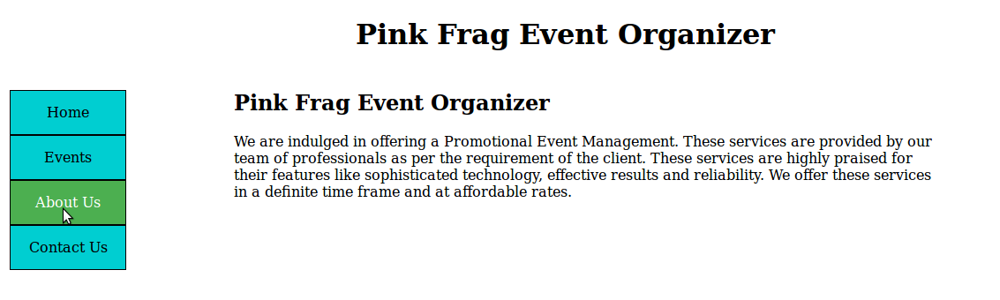 Pink Frag Event Organizer
Home
Events
About Us
Contact Us
Pink Frag Event Organizer
We are indulged in offering a Promotional Event Management. These services are provided by our
team of professionals as per the requirement of the client. These services are highly praised for
their features like sophisticated technology, effective results and reliability. We offer these services
in a definite time frame and at affordable rates.